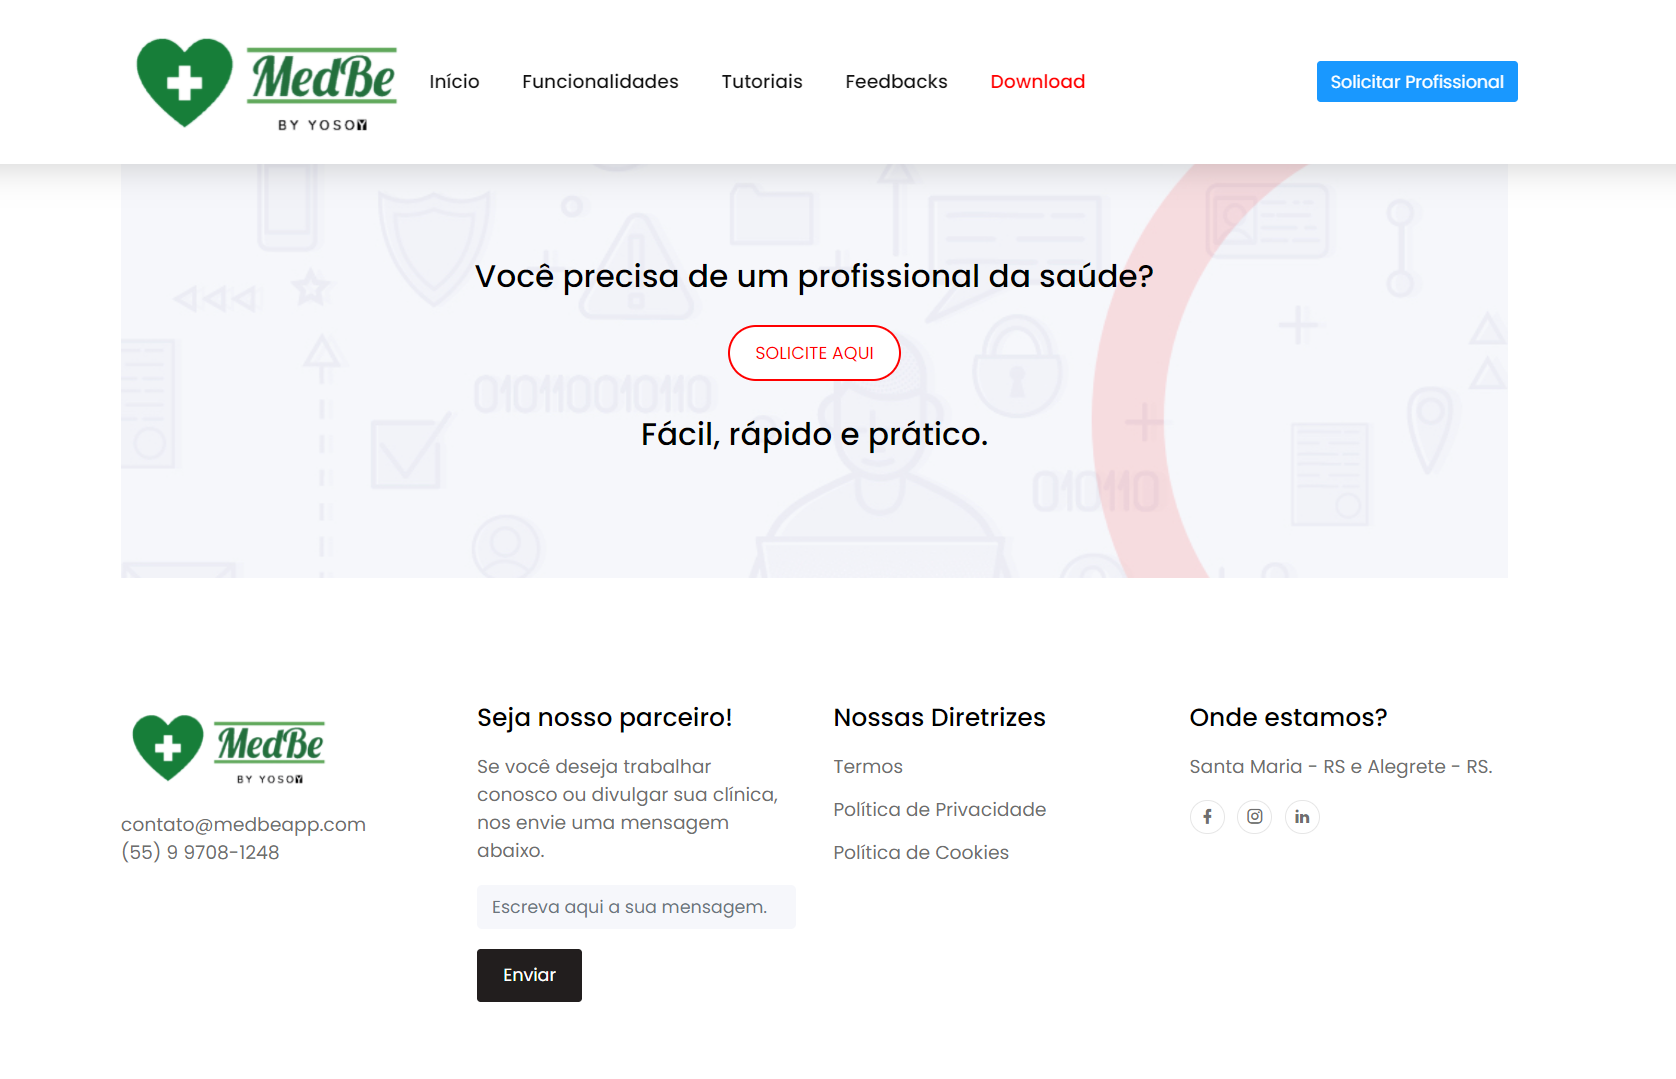 MedBe
BY YOSOY
Início
Funcionalidades
Tutoriais
Feedbacks
Download
Solicitar Profissional
Você precisa de um profissional da saúde?
SOLICITE AQUI
010110010110
Fácil, rápido e prático.
010110
MedBe
BY YOSOY
contato@medbeapp.com
(55) 9 9708-1248
Seja nosso parceiro!
Se você deseja trabalhar
conosco ou divulgar sua clínica,
nos envie uma mensagem
abaixo.
Escreva aqui a sua mensagem.
Enviar
Nossas Diretrizes
Termos
Política de Privacidade
Política de Cookies
Onde estamos?
Santa Maria - RS e Alegrete - RS.